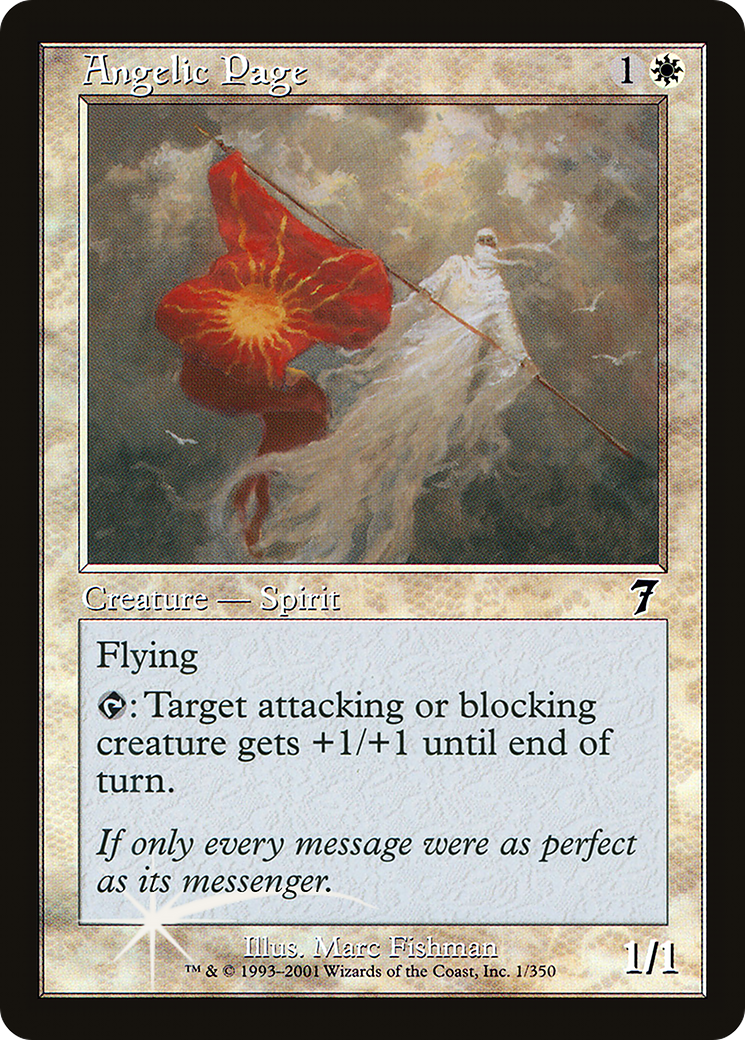 Angelic Page 1
Creature — Spirit 7
Flying
: Target attacking or blocking
creature gets +1/+1 until end of
turn.
If only every message were as perfect
as its messenger.
Illus. Marc Fishman
™ & © 1993–2001 Wizards of the Coast, Inc. 1/350
1/1